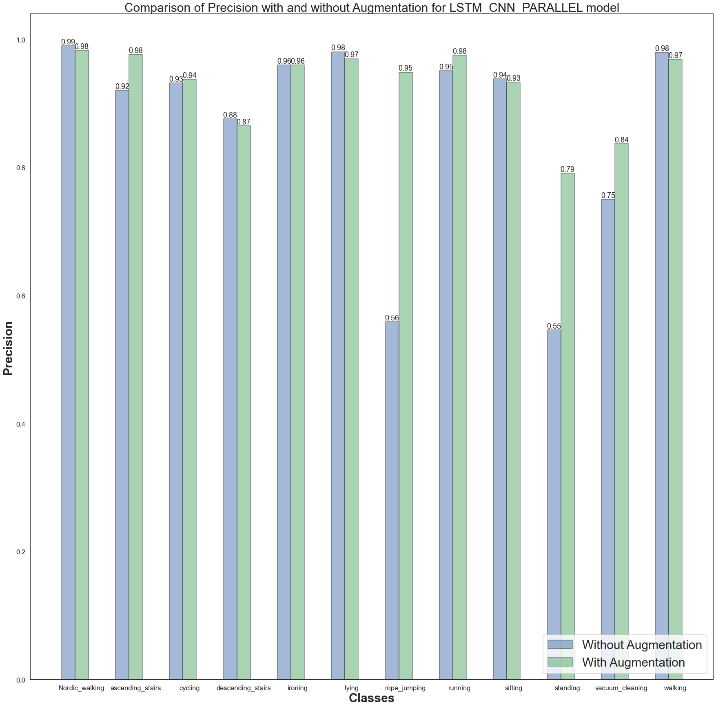 Comparison of Precision with and without Augmentation for LSTM_CNN_PARALLEL model
1.0
0.8
0.6
0.4
0.2
0.0
Precision
0.99 0.98 0.92 0.98 0.93 0.94 0.88 0.87 0.96 0.96 0.98 0.97 0.56 0.95 0.95 0.98 0.94 0.93 0.55 0.79 0.75 0.84 0.98 0.97
Without Augmentation
With Augmentation
Nordic_walking ascending_stairs cycling descending_stairs ironing lying rope_jumping running sitting standing vacuum_cleaning walking
Classes